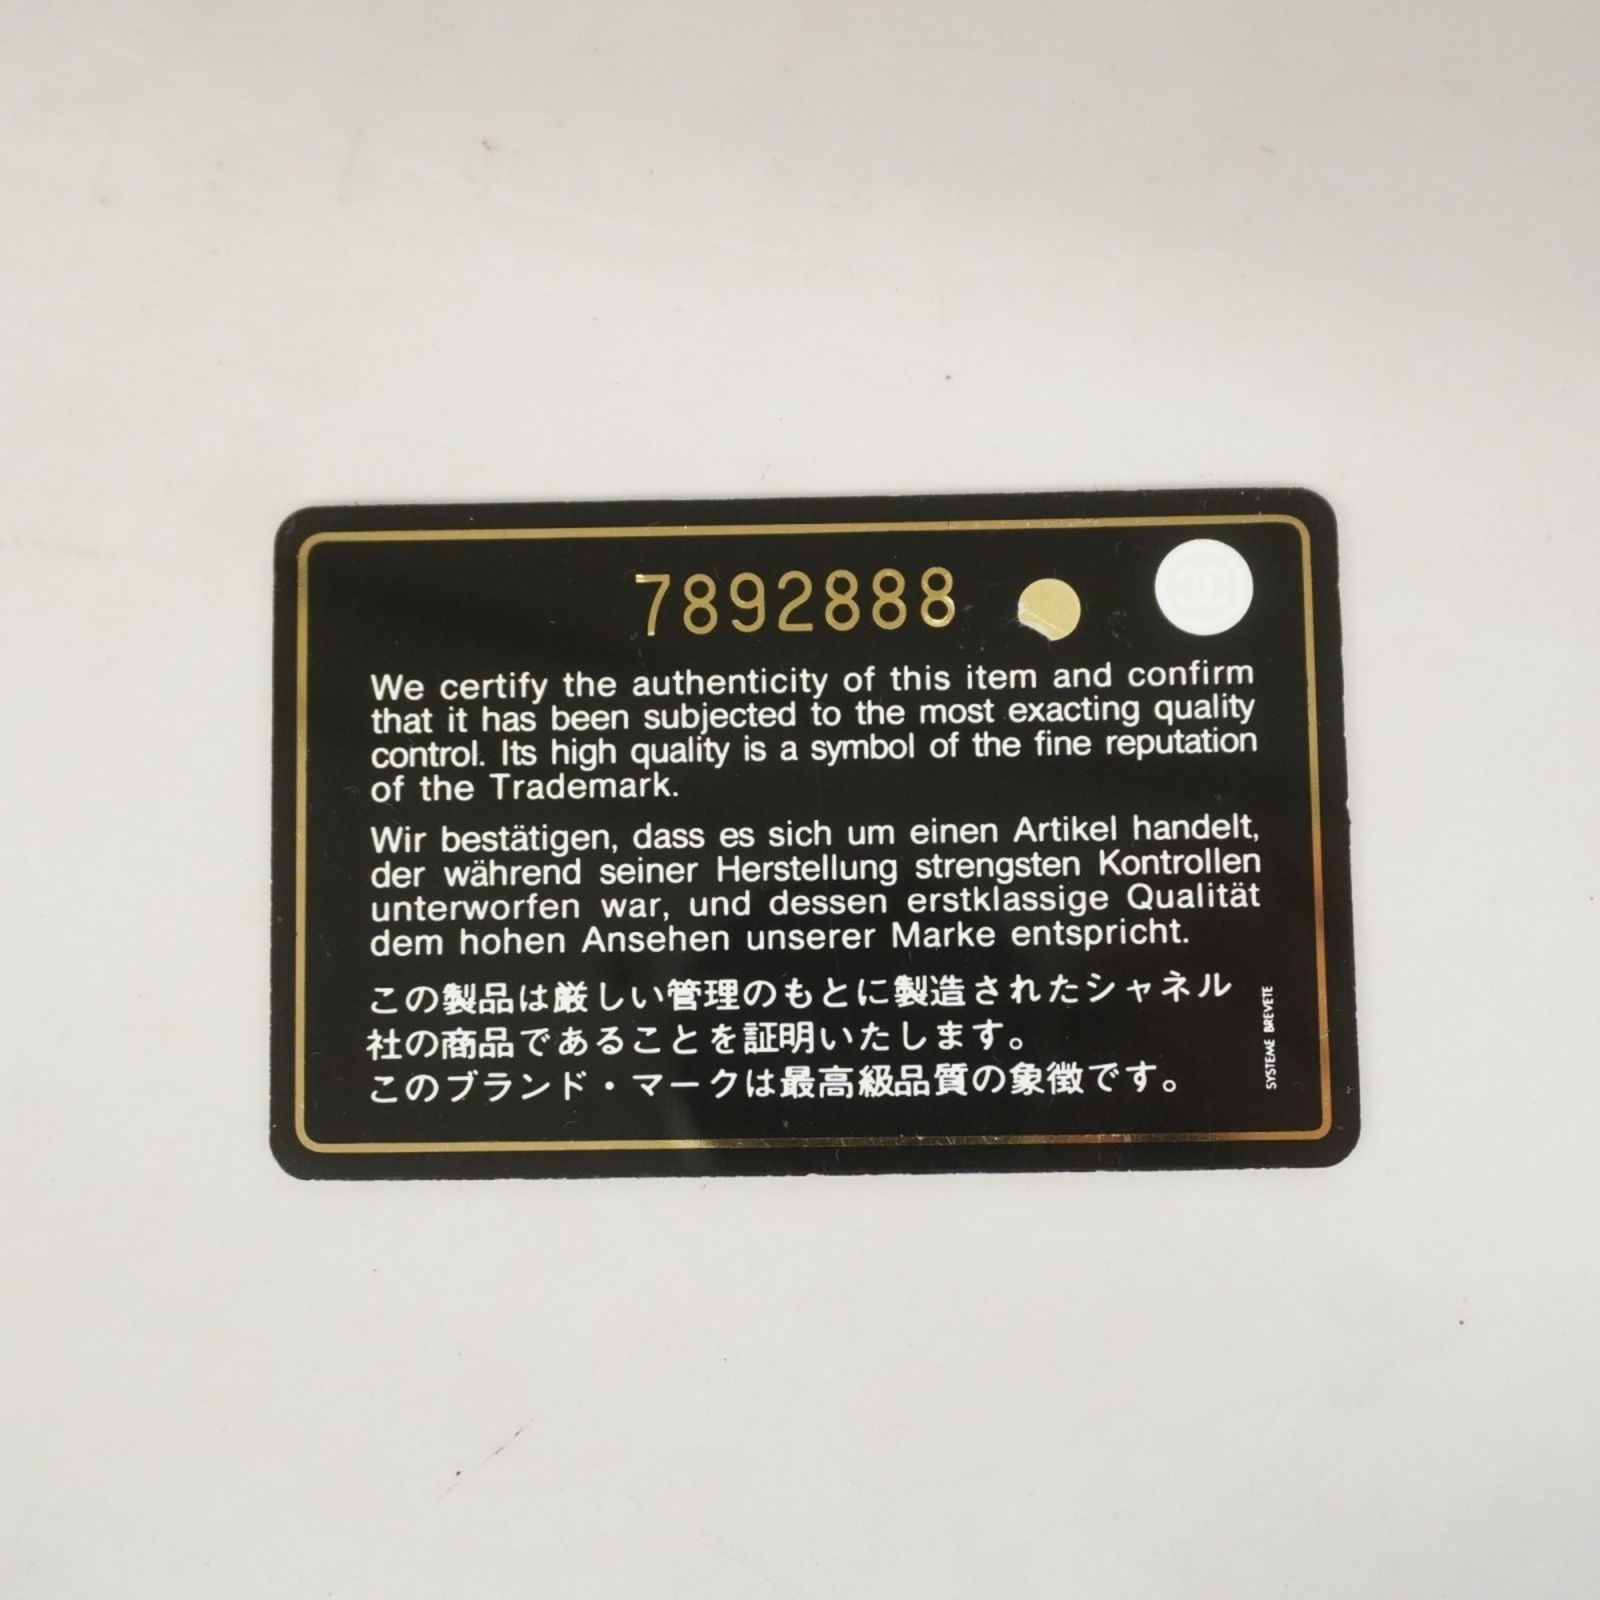 7892888
We certify the authenticity of this item and confirm
that it has been subjected to the most exacting quality
control. Its high quality is a symbol of the fine reputation
of the Trademark.
Wir bestätigen, dass es sich um einen Artikel handelt,
der während seiner Herstellung strengsten Kontrollen
unterworfen war, und dessen erstklassige Qualität
dem hohen Ansehen unserer Marke entspricht.
この製品は厳しい管理のもとに製造されたシャネル
社の商品であることを証明いたします。
このブランド・マークは最高級品質の象徴です。
SYSTEME BREVETE